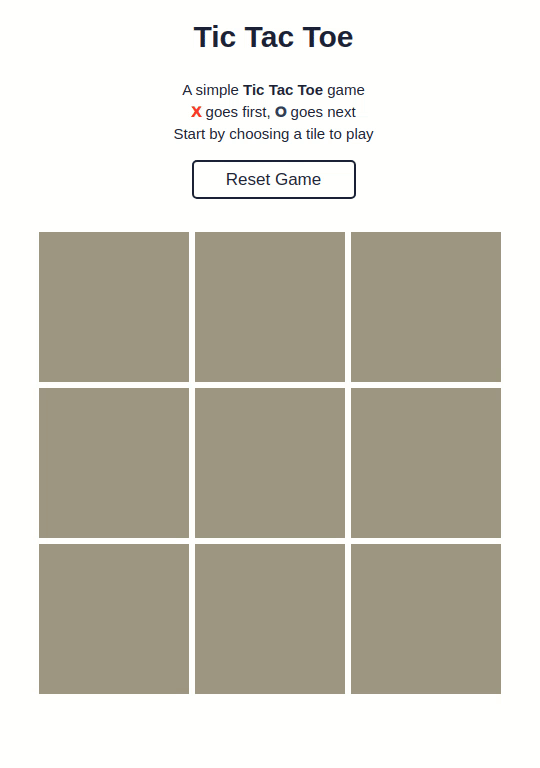 Tic Tac Toe
A simple Tic Tac Toe game
X goes first, O goes next
Start by choosing a tile to play
Reset Game